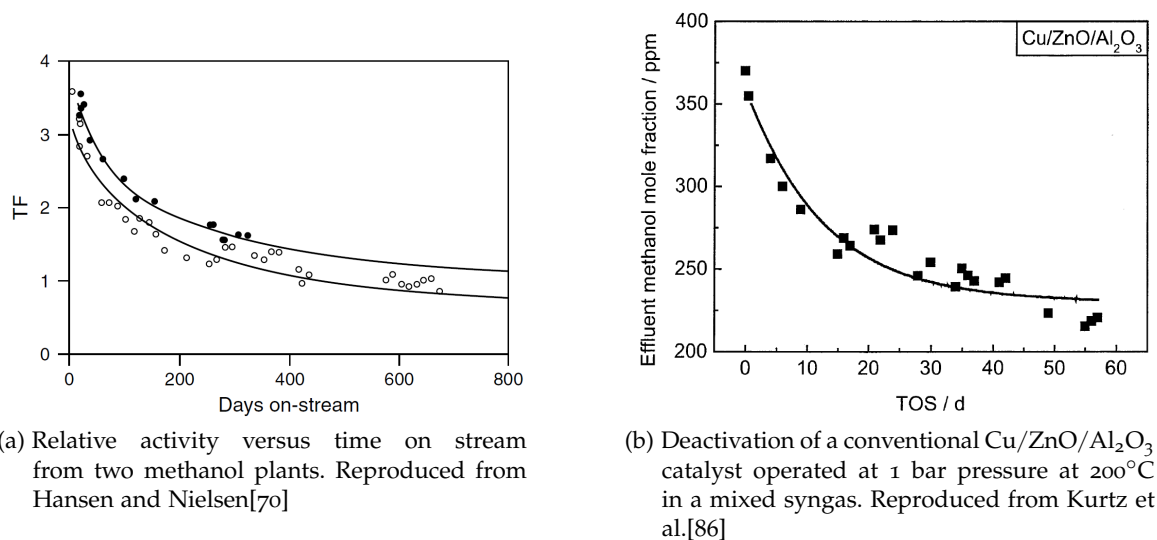 4
3
2
1
0
TF
0
200
400
600
800
Days on-stream
(a) Relative activity versus time on stream
from two methanol plants. Reproduced from
Hansen and Nielsen[70]
400
350
300
250
200
Effluent methanol mole fraction / ppm
Cu/ZnO/Al₂O₃
0
10
20
30
40
50
60
TOS / d
(b) Deactivation of a conventional Cu/ZnO/Al₂O₃
catalyst operated at 1 bar pressure at 200°C
in a mixed syngas. Reproduced from Kurtz et
al.[86]